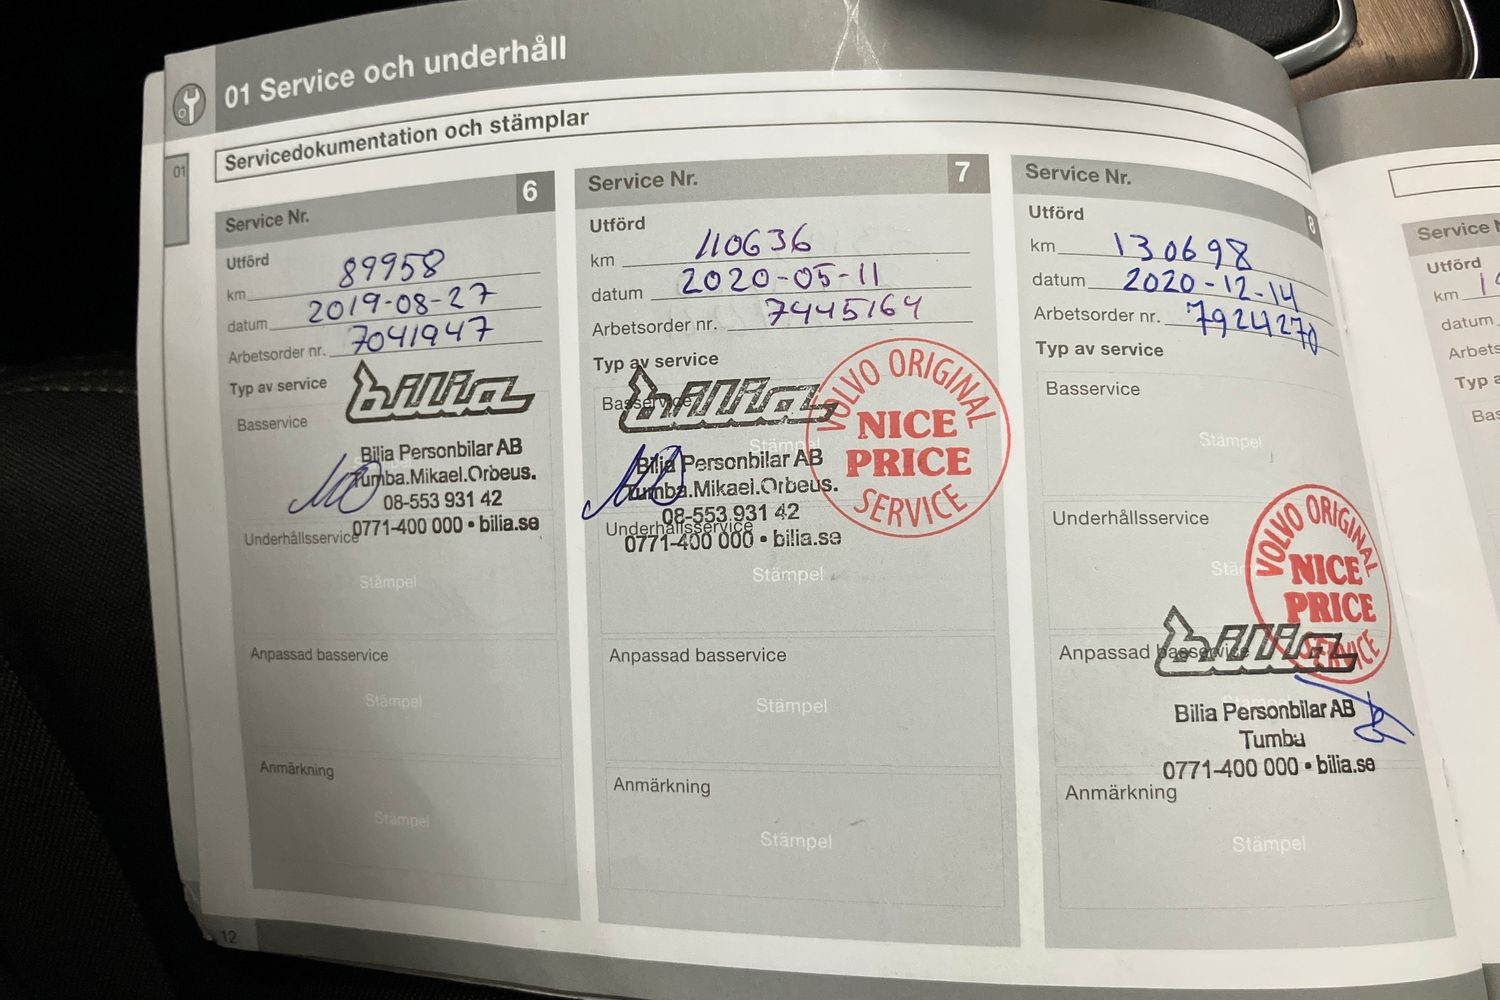 01 Service och underhåll
Servicedokumentation och stämplar
01
Service Nr. 6
Utförd
km 89958
datum 2019-08-27
Arbetsorder nr. 7041947
Typ av service
Basservice
bilia
Bilia Personbilar AB
Tumba.Mikael.Orbeus.
08-553 931 42
0771-400 000 • bilia.se
Underhållsservice
Stämpel
Anpassad basservice
Stämpel
Anmärkning
Stämpel
Service Nr. 7
Utförd
km 110636
datum 2020-05-11
Arbetsorder nr. 7445164
Typ av service
Basservice
bilia
Stämpel
VOLVO ORIGINAL
NICE
PRICE
SERVICE
Bilia Personbilar AB
Tumba.Mikael.Orbeus.
08-553 931 42
0771-400 000 • bilia.se
Underhållsservice
Stämpel
Anpassad basservice
Stämpel
Anmärkning
Stämpel
Service Nr. 8
Utförd
km 130698
datum 2020-12-14
Arbetsorder nr. 7924270
Typ av service
Basservice
Stämpel
Underhållsservice
VOLVO ORIGINAL
NICE
PRICE
SERVICE
Anpassad basservice
bilia
Bilia Personbilar AB
Tumba
0771-400 000 • bilia.se
Anmärkning
Stämpel
12
Service
Utförd
km
datum